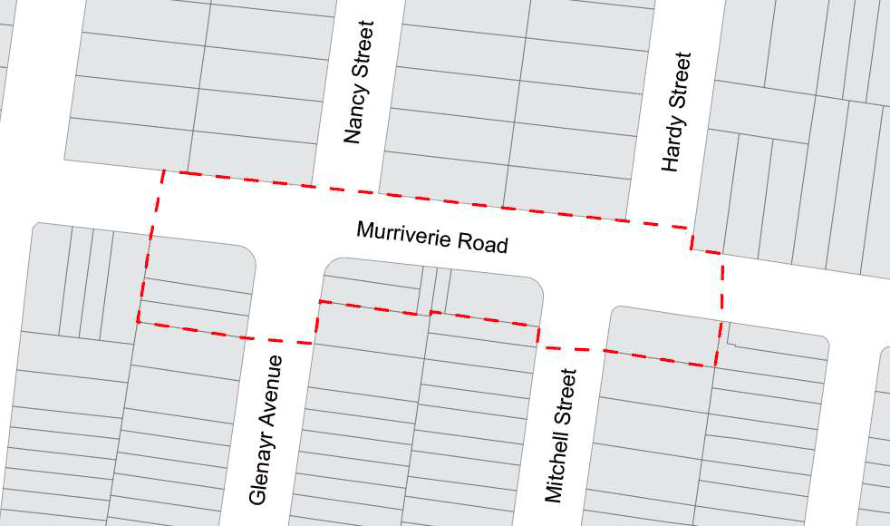 Nancy Street
Hardy Street
Murriverie Road
Glenayr Avenue
Mitchell Street